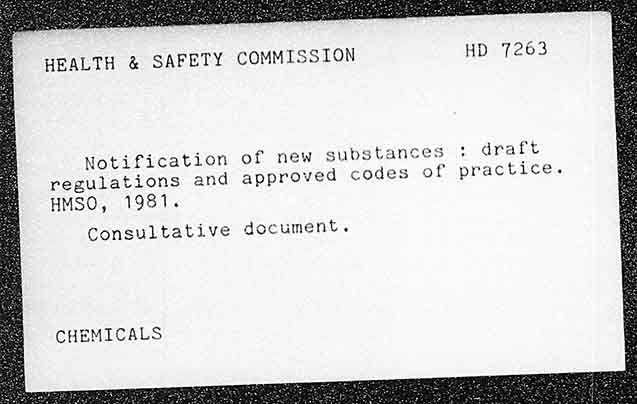 HEALTH & SAFETY COMMISSION HD 7263
Notification of new substances : draft
regulations and approved codes of practice.
HMSO, 1981.
Consultative document.
CHEMICALS